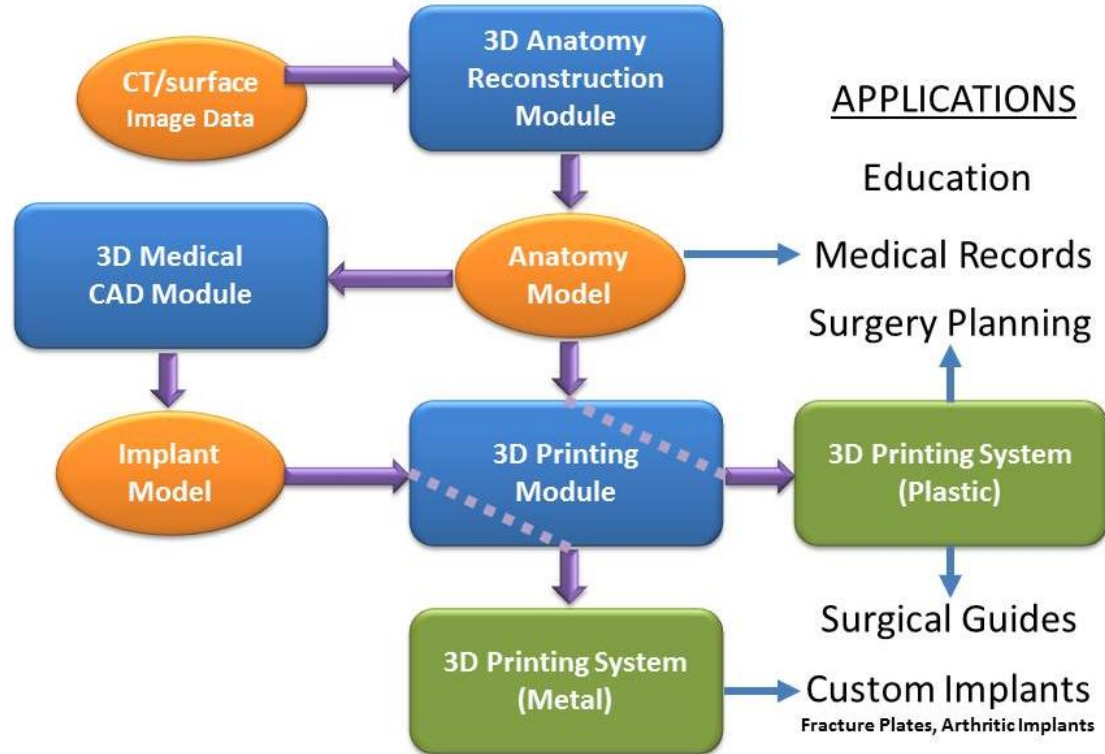 CT/surface
Image Data
3D Anatomy
Reconstruction
Module
APPLICATIONS
Education
3D Medical
CAD Module
Anatomy
Model
Medical Records
Surgery Planning
Implant
Model
3D Printing
Module
3D Printing System
(Plastic)
Surgical Guides
3D Printing System
(Metal)
Custom Implants
Fracture Plates, Arthritic Implants